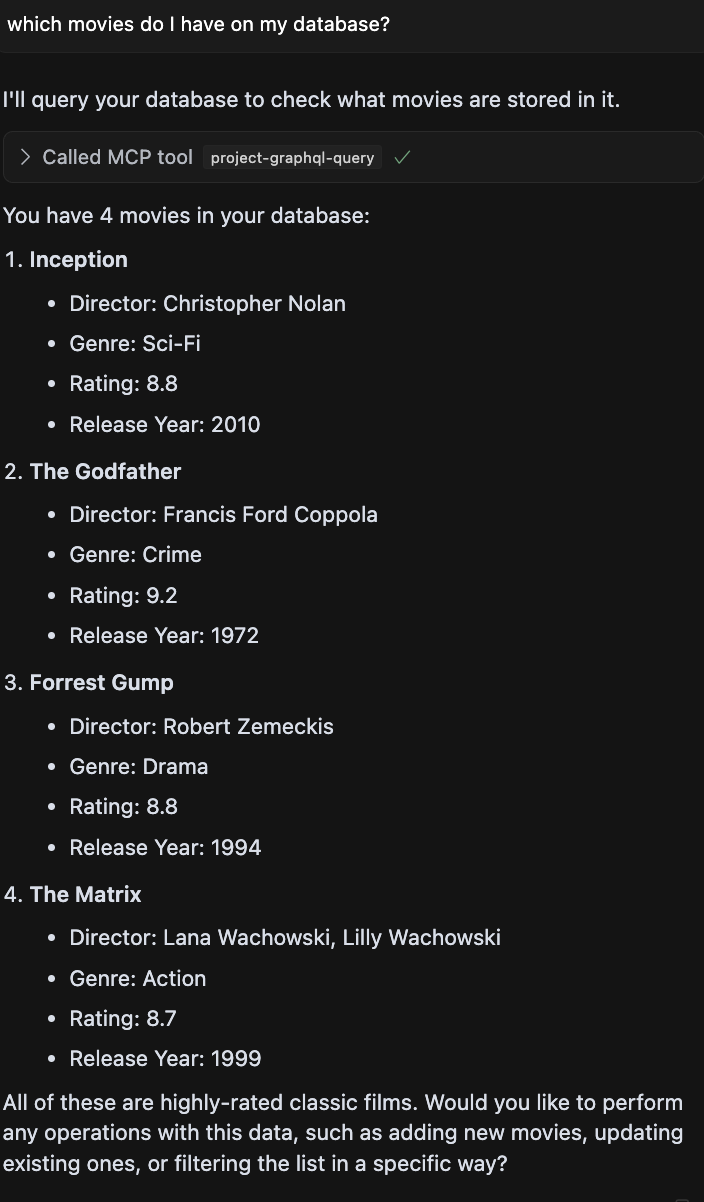 which movies do I have on my database?
I'll query your database to check what movies are stored in it.
Called MCP tool project-graphql-query
You have 4 movies in your database:
1. Inception
• Director: Christopher Nolan
• Genre: Sci-Fi
• Rating: 8.8
• Release Year: 2010
2. The Godfather
• Director: Francis Ford Coppola
• Genre: Crime
• Rating: 9.2
• Release Year: 1972
3. Forrest Gump
• Director: Robert Zemeckis
• Genre: Drama
• Rating: 8.8
• Release Year: 1994
4. The Matrix
• Director: Lana Wachowski, Lilly Wachowski
• Genre: Action
• Rating: 8.7
• Release Year: 1999
All of these are highly-rated classic films. Would you like to perform
any operations with this data, such as adding new movies, updating
existing ones, or filtering the list in a specific way?